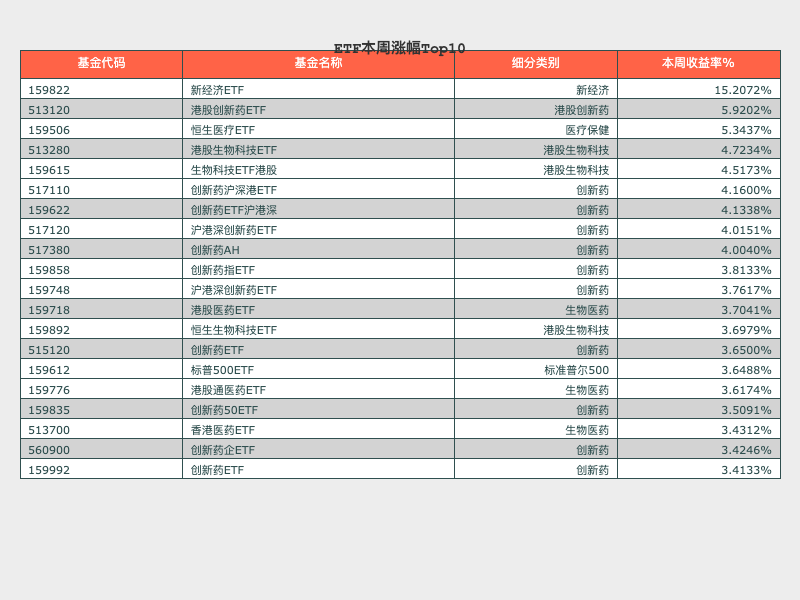 ETF本周涨幅Top10
基金代码 基金名称 细分类别 本周收益率%
159822 新经济ETF 新经济 15.2072%
513120 港股创新药ETF 港股创新药 5.9202%
159506 恒生医疗ETF 医疗保健 5.3437%
513280 港股生物科技ETF 港股生物科技 4.7234%
159615 生物科技ETF港股 港股生物科技 4.5173%
517110 创新药沪深港ETF 创新药 4.1600%
159622 创新药ETF沪港深 创新药 4.1338%
517120 沪港深创新药ETF 创新药 4.0151%
517380 创新药AH 创新药 4.0040%
159858 创新药指ETF 创新药 3.8133%
159748 沪港深创新药ETF 创新药 3.7617%
159718 港股医药ETF 生物医药 3.7041%
159892 恒生生物科技ETF 港股生物科技 3.6979%
515120 创新药ETF 创新药 3.6500%
159612 标普500ETF 标准普尔500 3.6488%
159776 港股通医药ETF 生物医药 3.6174%
159835 创新药50ETF 创新药 3.5091%
513700 香港医药ETF 生物医药 3.4312%
560900 创新药企ETF 创新药 3.4246%
159992 创新药ETF 创新药 3.4133%